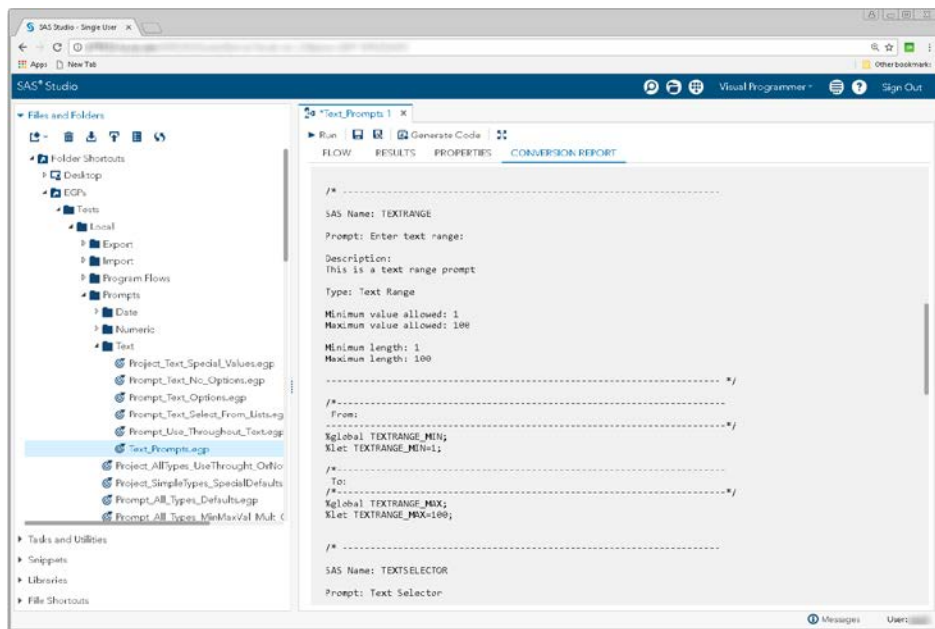 SAS Studio - Single User
Apps New Tab Other bookmarks
SAS® Studio Visual Programmer Sign Out
Files and Folders
Folder Shortcuts
Desktop
EGPs
Tests
Local
Export
Import
Program Flows
Prompts
Date
Numeric
Text
Project_Text_Special_Values.egp
Prompt_Text_No_Options.egp
Prompt_Text_Options.egp
Prompt_Text_Select_From_Lists.eg
Prompt_Use_Throughout_Text.egp
Text_Prompts.egp
Project_AllTypes_UseThrought_OrNo
Project_SimpleTypes_SpecialDefaults
Prompt_All_Types_Defaults.egp
Prompt_All_Types_MinMaxVal_Mult_
Tasks and Utilities
Snippets
Libraries
File Shortcuts
*Text_Prompts 1
Run Generate Code
FLOW RESULTS PROPERTIES CONVERSION REPORT
/* ----------------------------------------------------------------------
SAS Name: TEXTRANGE
Prompt: Enter text range:
Description:
This is a text range prompt
Type: Text Range
Minimum value allowed: 1
Maximum value allowed: 100
Minimum length: 1
Maximum length: 100
------------------------------------------------------------------------- */
/*-----------------------------------------------------------------------
From:
-------------------------------------------------------------------------*/
%global TEXTRANGE_MIN;
%let TEXTRANGE_MIN=1;
/*-----------------------------------------------------------------------
To:
/*-----------------------------------------------------------------------*/
%global TEXTRANGE_MAX;
%let TEXTRANGE_MAX=100;
/* ----------------------------------------------------------------------
SAS Name: TEXTSELECTOR
Prompt: Text Selector
Messages User: